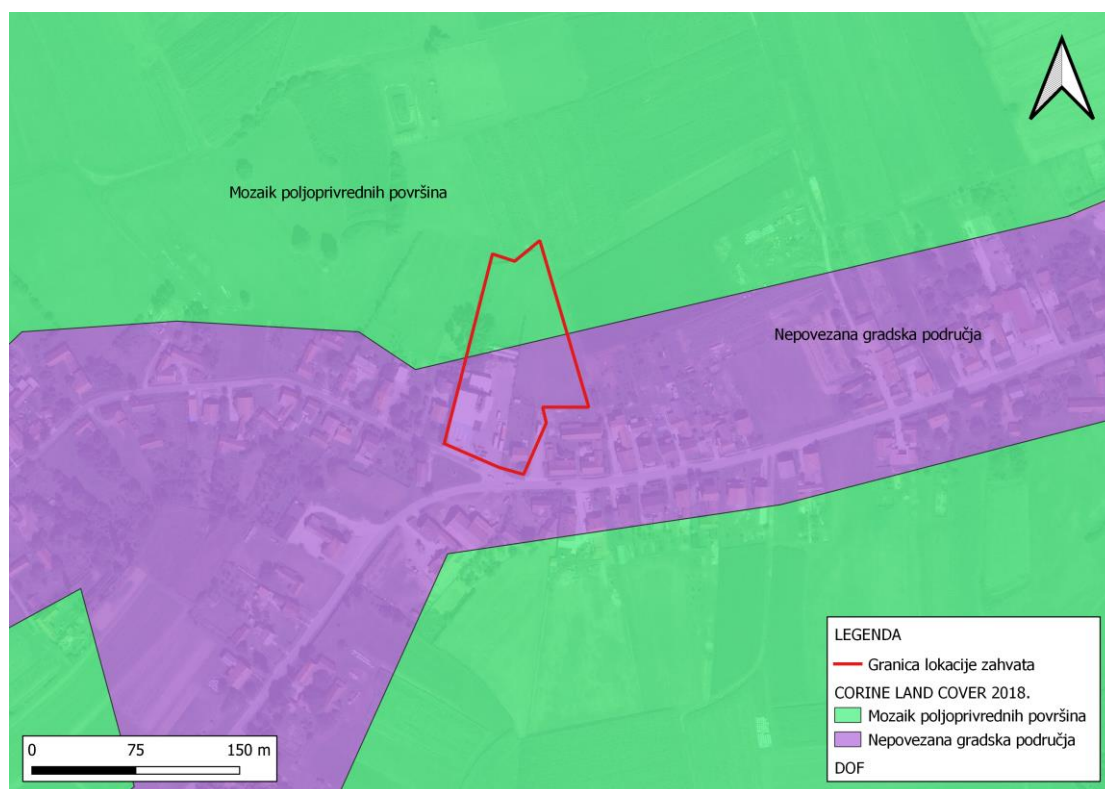 Mozaik poljoprivrednih površina
Nepovezana gradska područja
LEGENDA
Granica lokacije zahvata
CORINE LAND COVER 2018.
Mozaik poljoprivrednih površina
Nepovezana gradska područja
DOF
0 75 150 m